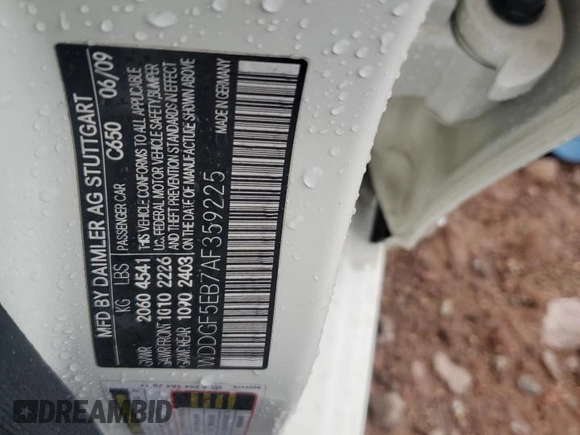 MFD BY DAIMLER AG STUTTGART
PASSENGER CAR C650 06/09
KG LBS
GVWR 2060 4541
GAWR FRONT 1010 2226
GAWR REAR 1090 2403
THIS VEHICLE CONFORMS TO ALL APPLICABLE
U.S. FEDERAL MOTOR VEHICLE SAFETY, BUMPER
AND THEFT PREVENTION STANDARDS IN EFFECT
ON THE DATE OF MANUFACTURE SHOWN ABOVE
WDDGF5EB7AF359225
MADE IN GERMANY
DREAMBID